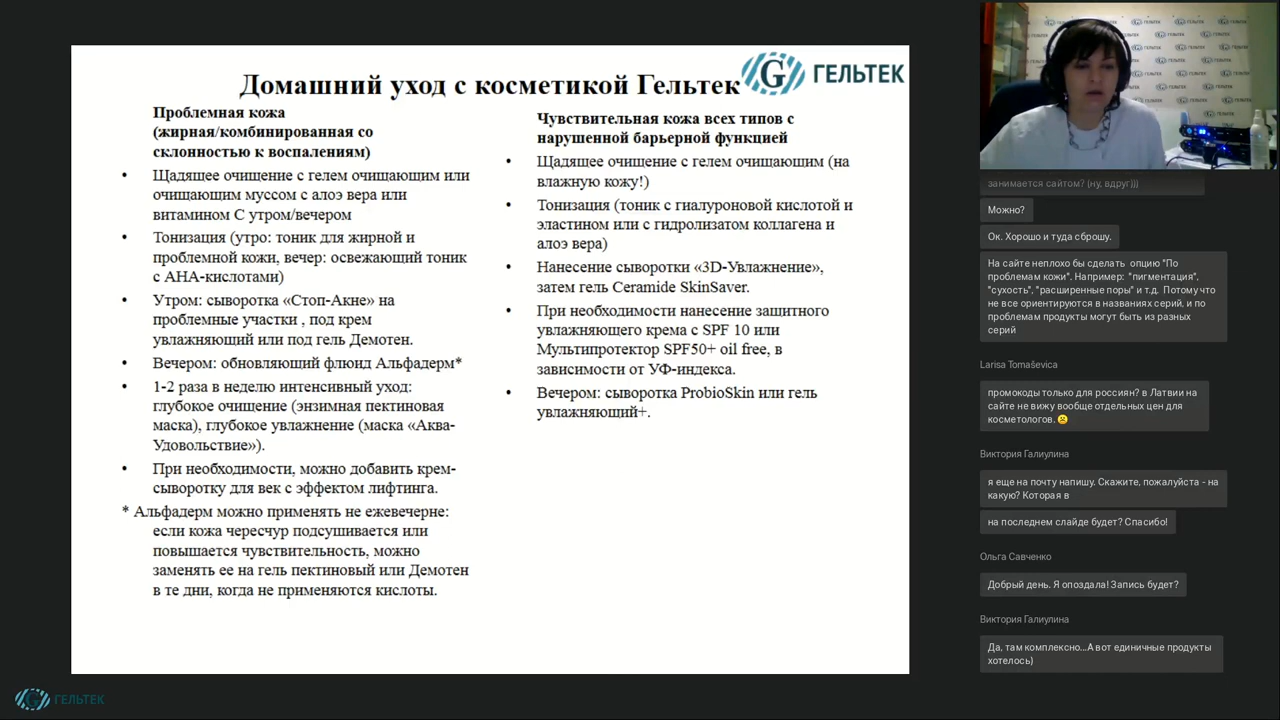 Домашний уход с косметикой Гельтек
ГЕЛЬТЕК
Проблемная кожа
(жирная/комбинированная со
склонностью к воспалениям)
• Щадящее очищение с гелем очищающим или
очищающим муссом с алоэ вера или
витамином С утром/вечером
• Тонизация (утро: тоник для жирной и
проблемной кожи, вечер: освежающий тоник
с АНА-кислотами)
• Утром: сыворотка «Стоп-Акне» на
проблемные участки , под крем
увлажняющий или под гель Демотен.
• Вечером: обновляющий флюид Альфадерм*
• 1-2 раза в неделю интенсивный уход:
глубокое очищение (энзимная пектиновая
маска), глубокое увлажнение (маска «Аква-
Удовольствие»).
• При необходимости, можно добавить крем-
сыворотку для век с эффектом лифтинга.
* Альфадерм можно применять не ежевечерне:
если кожа чересчур подсушивается или
повышается чувствительность, можно
заменять ее на гель пектиновый или Демотен
в те дни, когда не применяются кислоты.
Чувствительная кожа всех типов с
нарушенной барьерной функцией
• Щадящее очищение с гелем очищающим (на
влажную кожу!)
• Тонизация (тоник с гиалуроновой кислотой и
эластином или с гидролизатом коллагена и
алоэ вера)
• Нанесение сыворотки «3D-Увлажнение»,
затем гель Ceramide SkinSaver.
• При необходимости нанесение защитного
увлажняющего крема с SPF 10 или
Мультипротектор SPF50+ oil free, в
зависимости от УФ-индекса.
• Вечером: сыворотка ProbioSkin или гель
увлажняющий+.
занимается сайтом? (ну, вдруг)))
Можно?
Ок. Хорошо и туда сброшу.
На сайте неплохо бы сделать опцию "По
проблемам кожи". Например: "пигментация",
"сухость", "расширенные поры" и т.д. Потому что
не все ориентируются в названиях серий, и по
проблемам продукты могут быть из разных
серий
Larisa Tomaševica
промокоды только для россиян? в Латвии на
сайте не вижу вообще отдельных цен для
косметологов. 😟
Виктория Галиулина
я еще на почту напишу. Скажите, пожалуйста - на
какую? Которая в
на последнем слайде будет? Спасибо!
Ольга Савченко
Добрый день. Я опоздала! Запись будет?
Виктория Галиулина
Да, там комплексно...А вот единичные продукты
хотелось)
ГЕЛЬТЕК